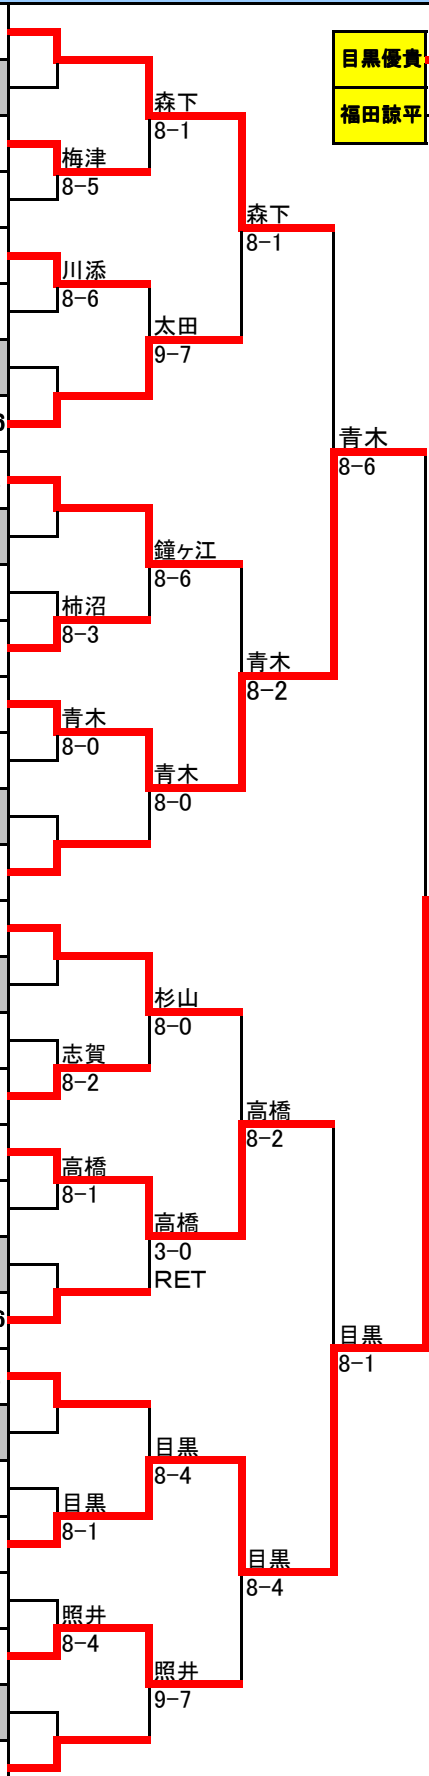 目黒優貴
福田諒平
森下
8-1
梅津
8-5
森下
8-1
川添
8-6
太田
9-7
青木
8-6
鐘ヶ江
8-6
柿沼
8-3
青木
8-2
青木
8-0
青木
8-0
杉山
8-0
志賀
8-2
高橋
8-2
高橋
8-1
高橋
3-0
RET
目黒
8-1
目黒
8-4
目黒
8-1
目黒
8-4
照井
8-4
照井
9-7